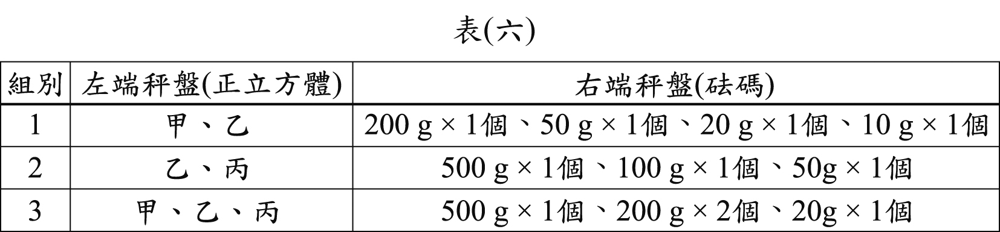 表(六)
組別 左端秤盤(正立方體) 右端秤盤(砝碼)
1 甲、乙 200 g × 1個、50 g × 1個、20 g × 1個、10 g × 1個
2 乙、丙 500 g × 1個、100 g × 1個、50g × 1個
3 甲、乙、丙 500 g × 1個、200 g × 2個、20g × 1個